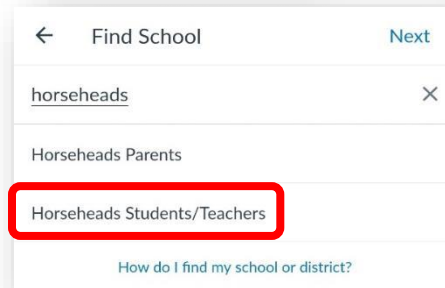 Find School Next
horseheads
Horseheads Parents
Horseheads Students/Teachers
How do I find my school or district?